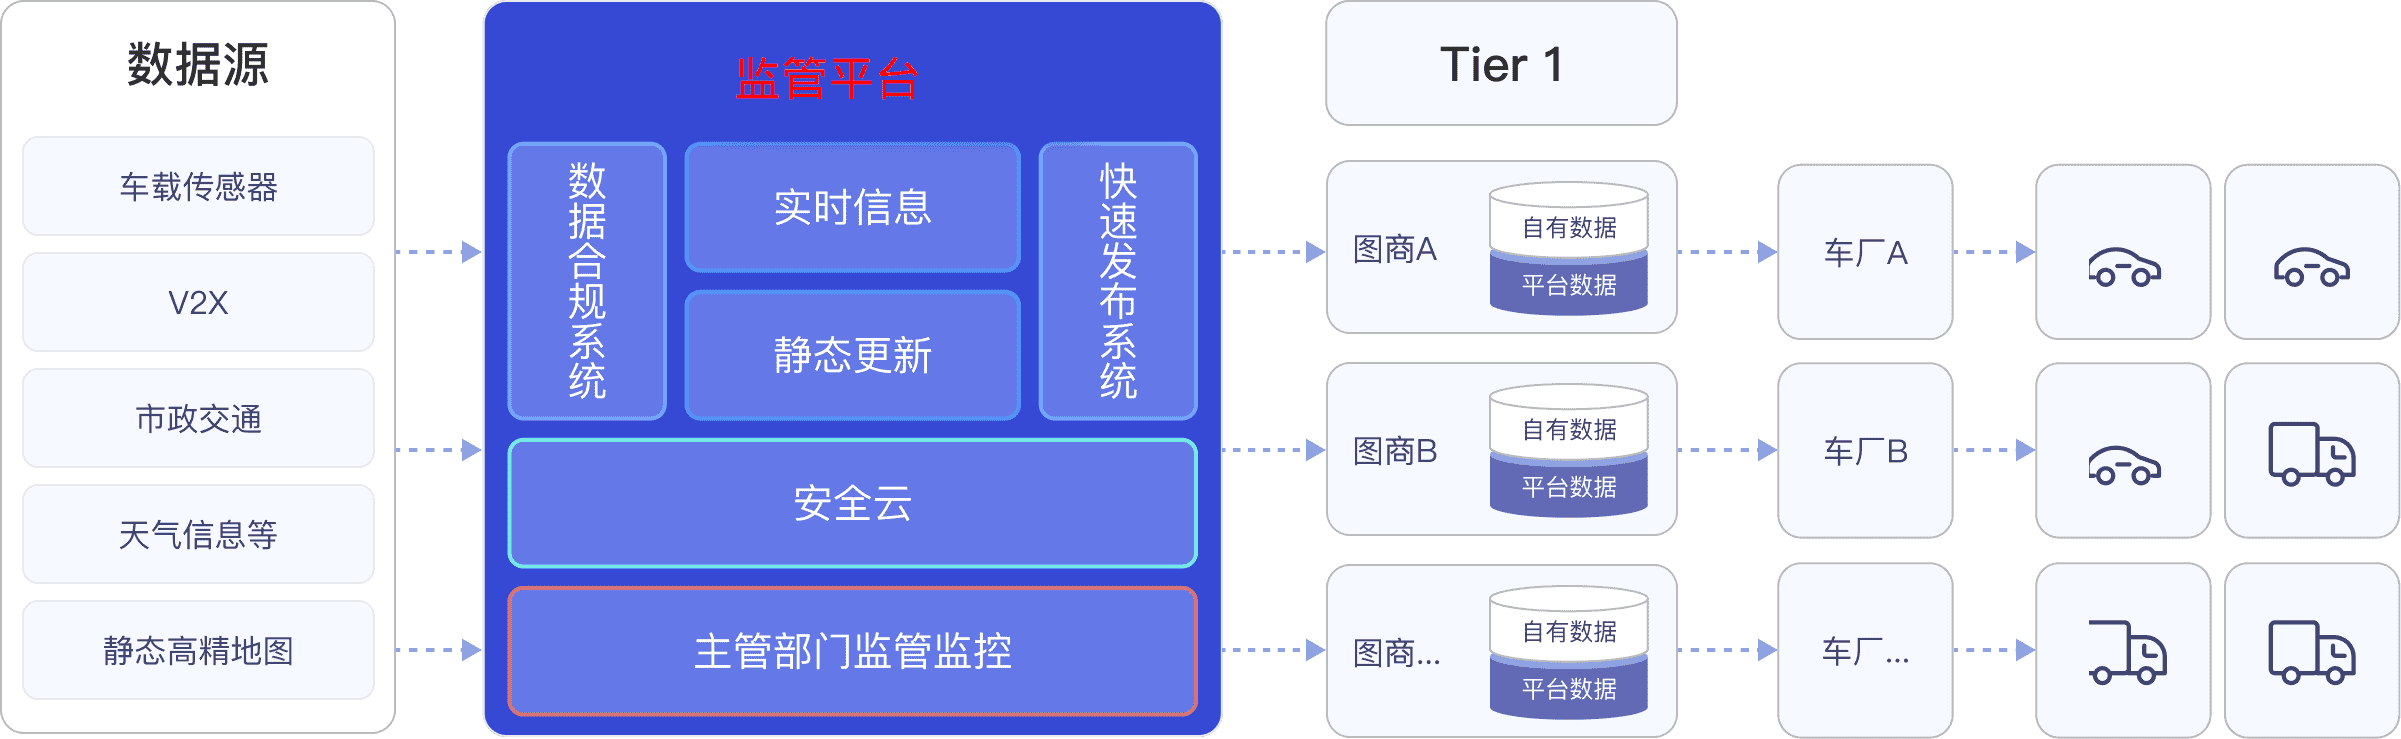 数据源
车载传感器
V2X
市政交通
天气信息等
静态高精地图
监管平台
数据合规系统
实时信息
静态更新
快速发布系统
安全云
主管部门监管监控
Tier 1
图商A
自有数据
平台数据
车厂A
图商B
自有数据
平台数据
车厂B
图商...
自有数据
平台数据
车厂...